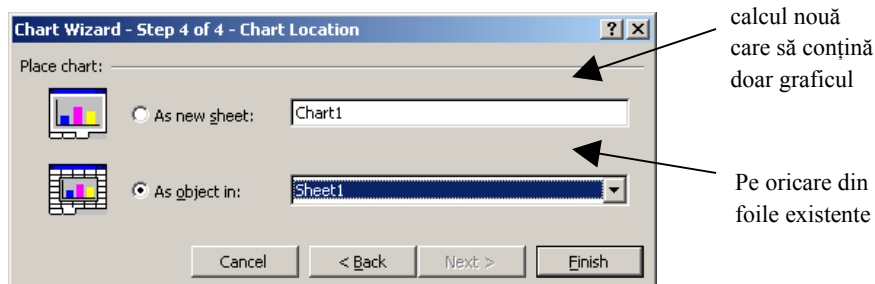 calcul nouă
care să conțină
doar graficul
Chart Wizard - Step 4 of 4 - Chart Location
Place chart:
As new sheet:
Chart1
As object in:
Sheet1
Pe oricare din
foile existente
Cancel
< Back
Next >
Finish